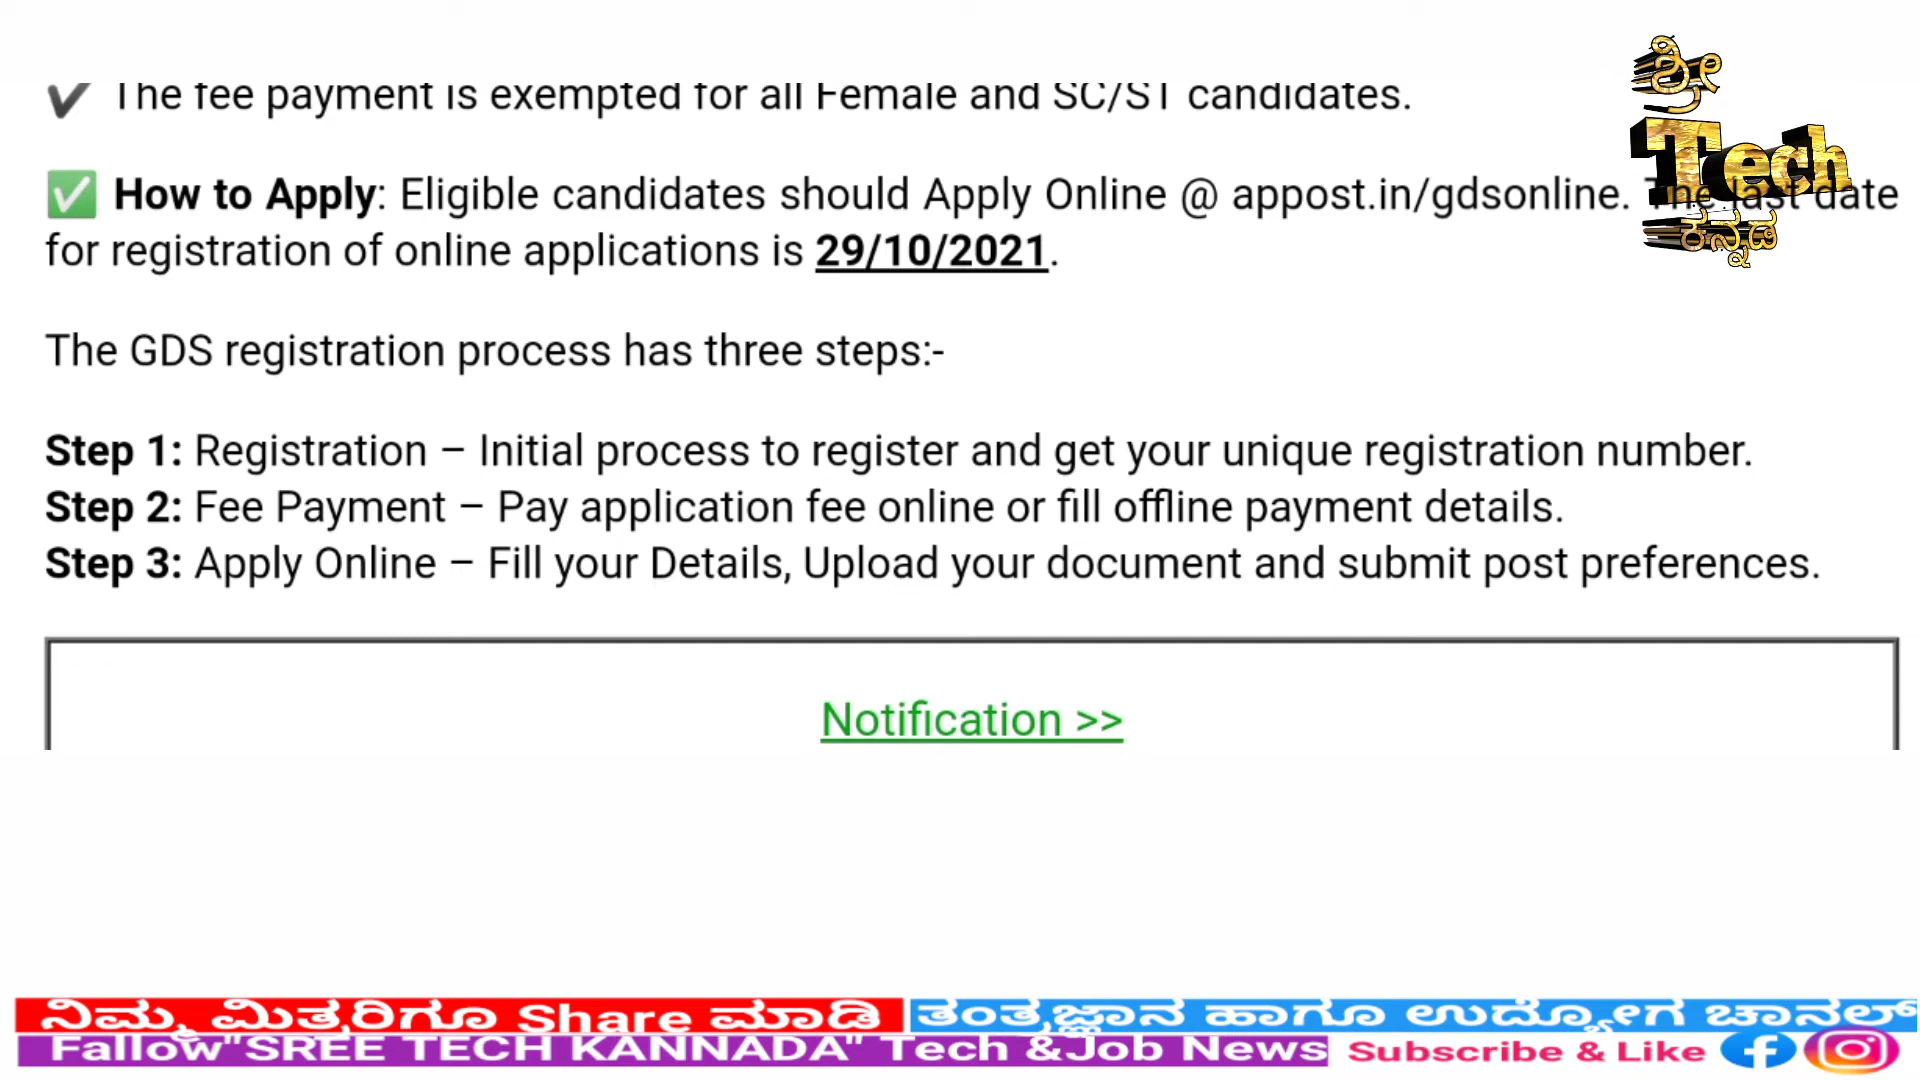 ✔ The fee payment is exempted for all Female and SC/ST candidates.
ಶ್ರೀ
Tech
ಕನ್ನಡ
✅ How to Apply: Eligible candidates should Apply Online @ appost.in/gdsonline. The last date
for registration of online applications is 29/10/2021.
The GDS registration process has three steps:-
Step 1: Registration – Initial process to register and get your unique registration number.
Step 2: Fee Payment – Pay application fee online or fill offline payment details.
Step 3: Apply Online – Fill your Details, Upload your document and submit post preferences.
Notification >>
ನಿಮ್ಮ ಮಿತ್ರರಿಗೂ Share ಮಾಡಿ ತಂತ್ರಜ್ಞಾನ ಹಾಗೂ ಉದ್ಯೋಗ ಚಾನಲ್
Fallow"SREE TECH KANNADA" Tech &Job News Subscribe & Like